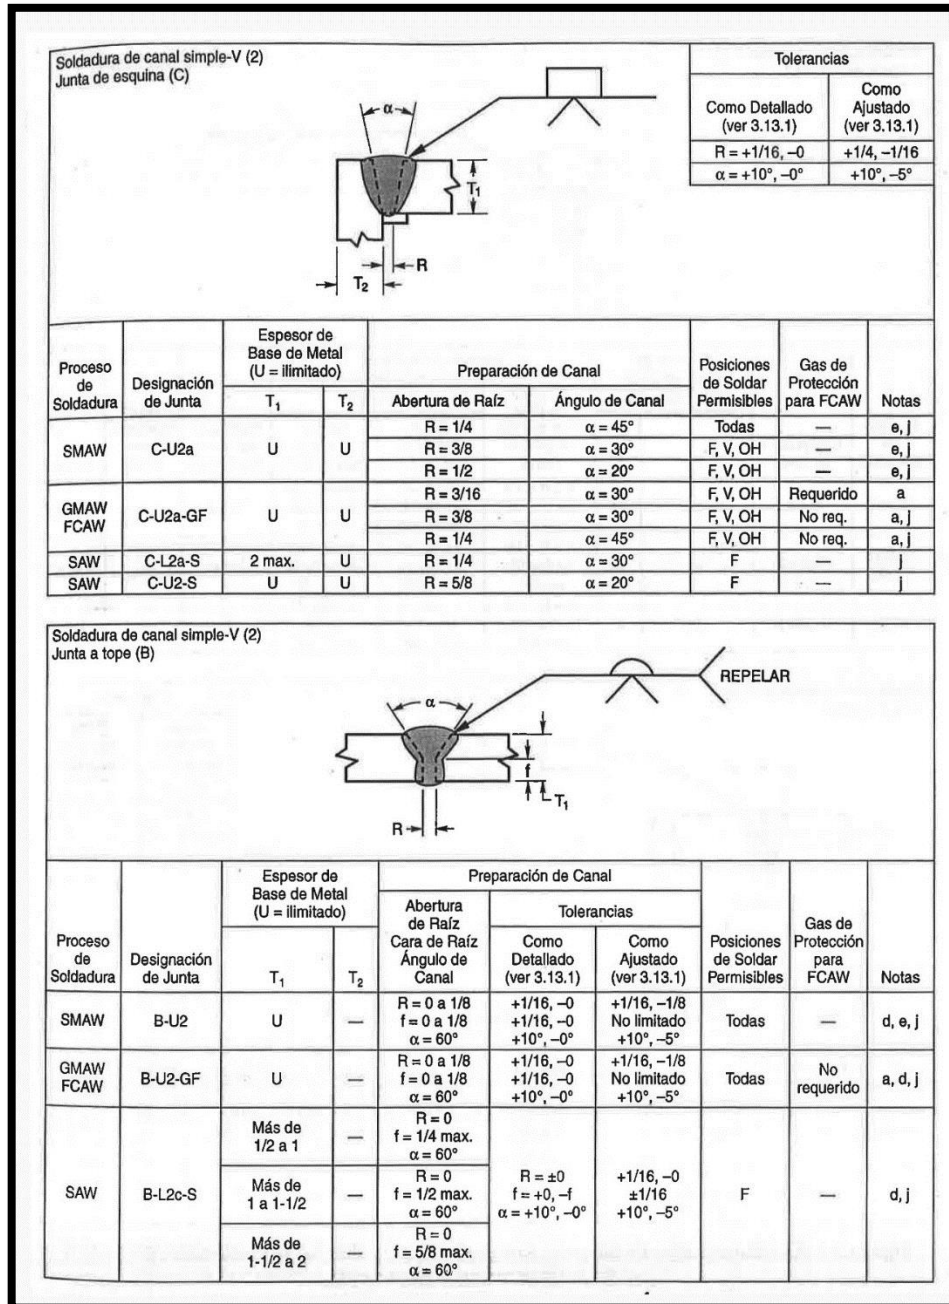 Soldadura de canal simple-V (2)
Junta de esquina (C)
α
T₁
R
T₂
Tolerancias
Como Detallado (ver 3.13.1) Como Ajustado (ver 3.13.1)
R = +1/16, –0 +1/4, –1/16
α = +10°, –0° +10°, –5°
Proceso de Soldadura Designación de Junta Espesor de Base de Metal (U = ilimitado) Preparación de Canal Posiciones de Soldar Permisibles Gas de Protección para FCAW Notas
T₁ T₂ Abertura de Raíz Ángulo de Canal
SMAW C-U2a U U R = 1/4 α = 45° Todas — e, j
R = 3/8 α = 30° F, V, OH — e, j
R = 1/2 α = 20° F, V, OH — e, j
GMAW FCAW C-U2a-GF U U R = 3/16 α = 30° F, V, OH Requerido a
R = 3/8 α = 30° F, V, OH No req. a, j
R = 1/4 α = 45° F, V, OH No req. a, j
SAW C-L2a-S 2 max. U R = 1/4 α = 30° F — j
SAW C-U2-S U U R = 5/8 α = 20° F — j
Soldadura de canal simple-V (2)
Junta a tope (B)
REPELAR
α
f
T₁
R
Proceso de Soldadura Designación de Junta Espesor de Base de Metal (U = ilimitado) Preparación de Canal Posiciones de Soldar Permisibles Gas de Protección para FCAW Notas
T₁ T₂ Abertura de Raíz Cara de Raíz Ángulo de Canal Tolerancias
Como Detallado (ver 3.13.1) Como Ajustado (ver 3.13.1)
SMAW B-U2 U — R = 0 a 1/8 +1/16, –0 +1/16, –1/8 Todas — d, e, j
f = 0 a 1/8 +1/16, –0 No limitado
α = 60° +10°, –0° +10°, –5°
GMAW FCAW B-U2-GF U — R = 0 a 1/8 +1/16, –0 +1/16, –1/8 Todas No requerido a, d, j
f = 0 a 1/8 +1/16, –0 No limitado
α = 60° +10°, –0° +10°, –5°
SAW B-L2c-S Más de 1/2 a 1 — R = 0
f = 1/4 max.
α = 60°
Más de 1 a 1-1/2 — R = 0 R = ±0 +1/16, –0 F — d, j
f = 1/2 max. f = +0, –f ±1/16
α = 60° α = +10°, –0° +10°, –5°
Más de 1-1/2 a 2 — R = 0
f = 5/8 max.
α = 60°